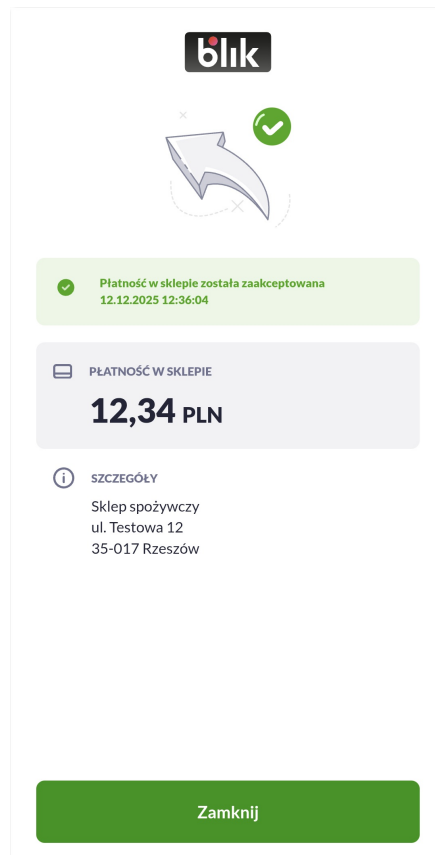 blik
Płatność w sklepie została zaakceptowana
12.12.2025 12:36:04
PŁATNOŚĆ W SKLEPIE
12,34 PLN
SZCZEGÓŁY
Sklep spożywczy
ul. Testowa 12
35-017 Rzeszów
Zamknij